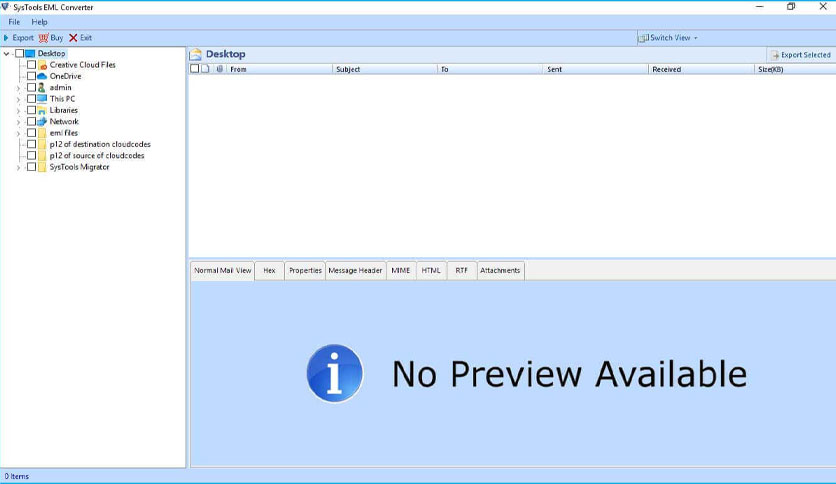 SysTools EML Converter
File Help
Export Buy Exit Switch View
Desktop
Creative Cloud Files
OneDrive
admin
This PC
Libraries
Network
eml files
p12 of destination cloudcodes
p12 of source of cloudcodes
SysTools Migrator
Desktop Export Selected
From Subject To Sent Received Size(KB)
Normal Mail View Hex Properties Message Header MIME HTML RTF Attachments
No Preview Available
0 Items